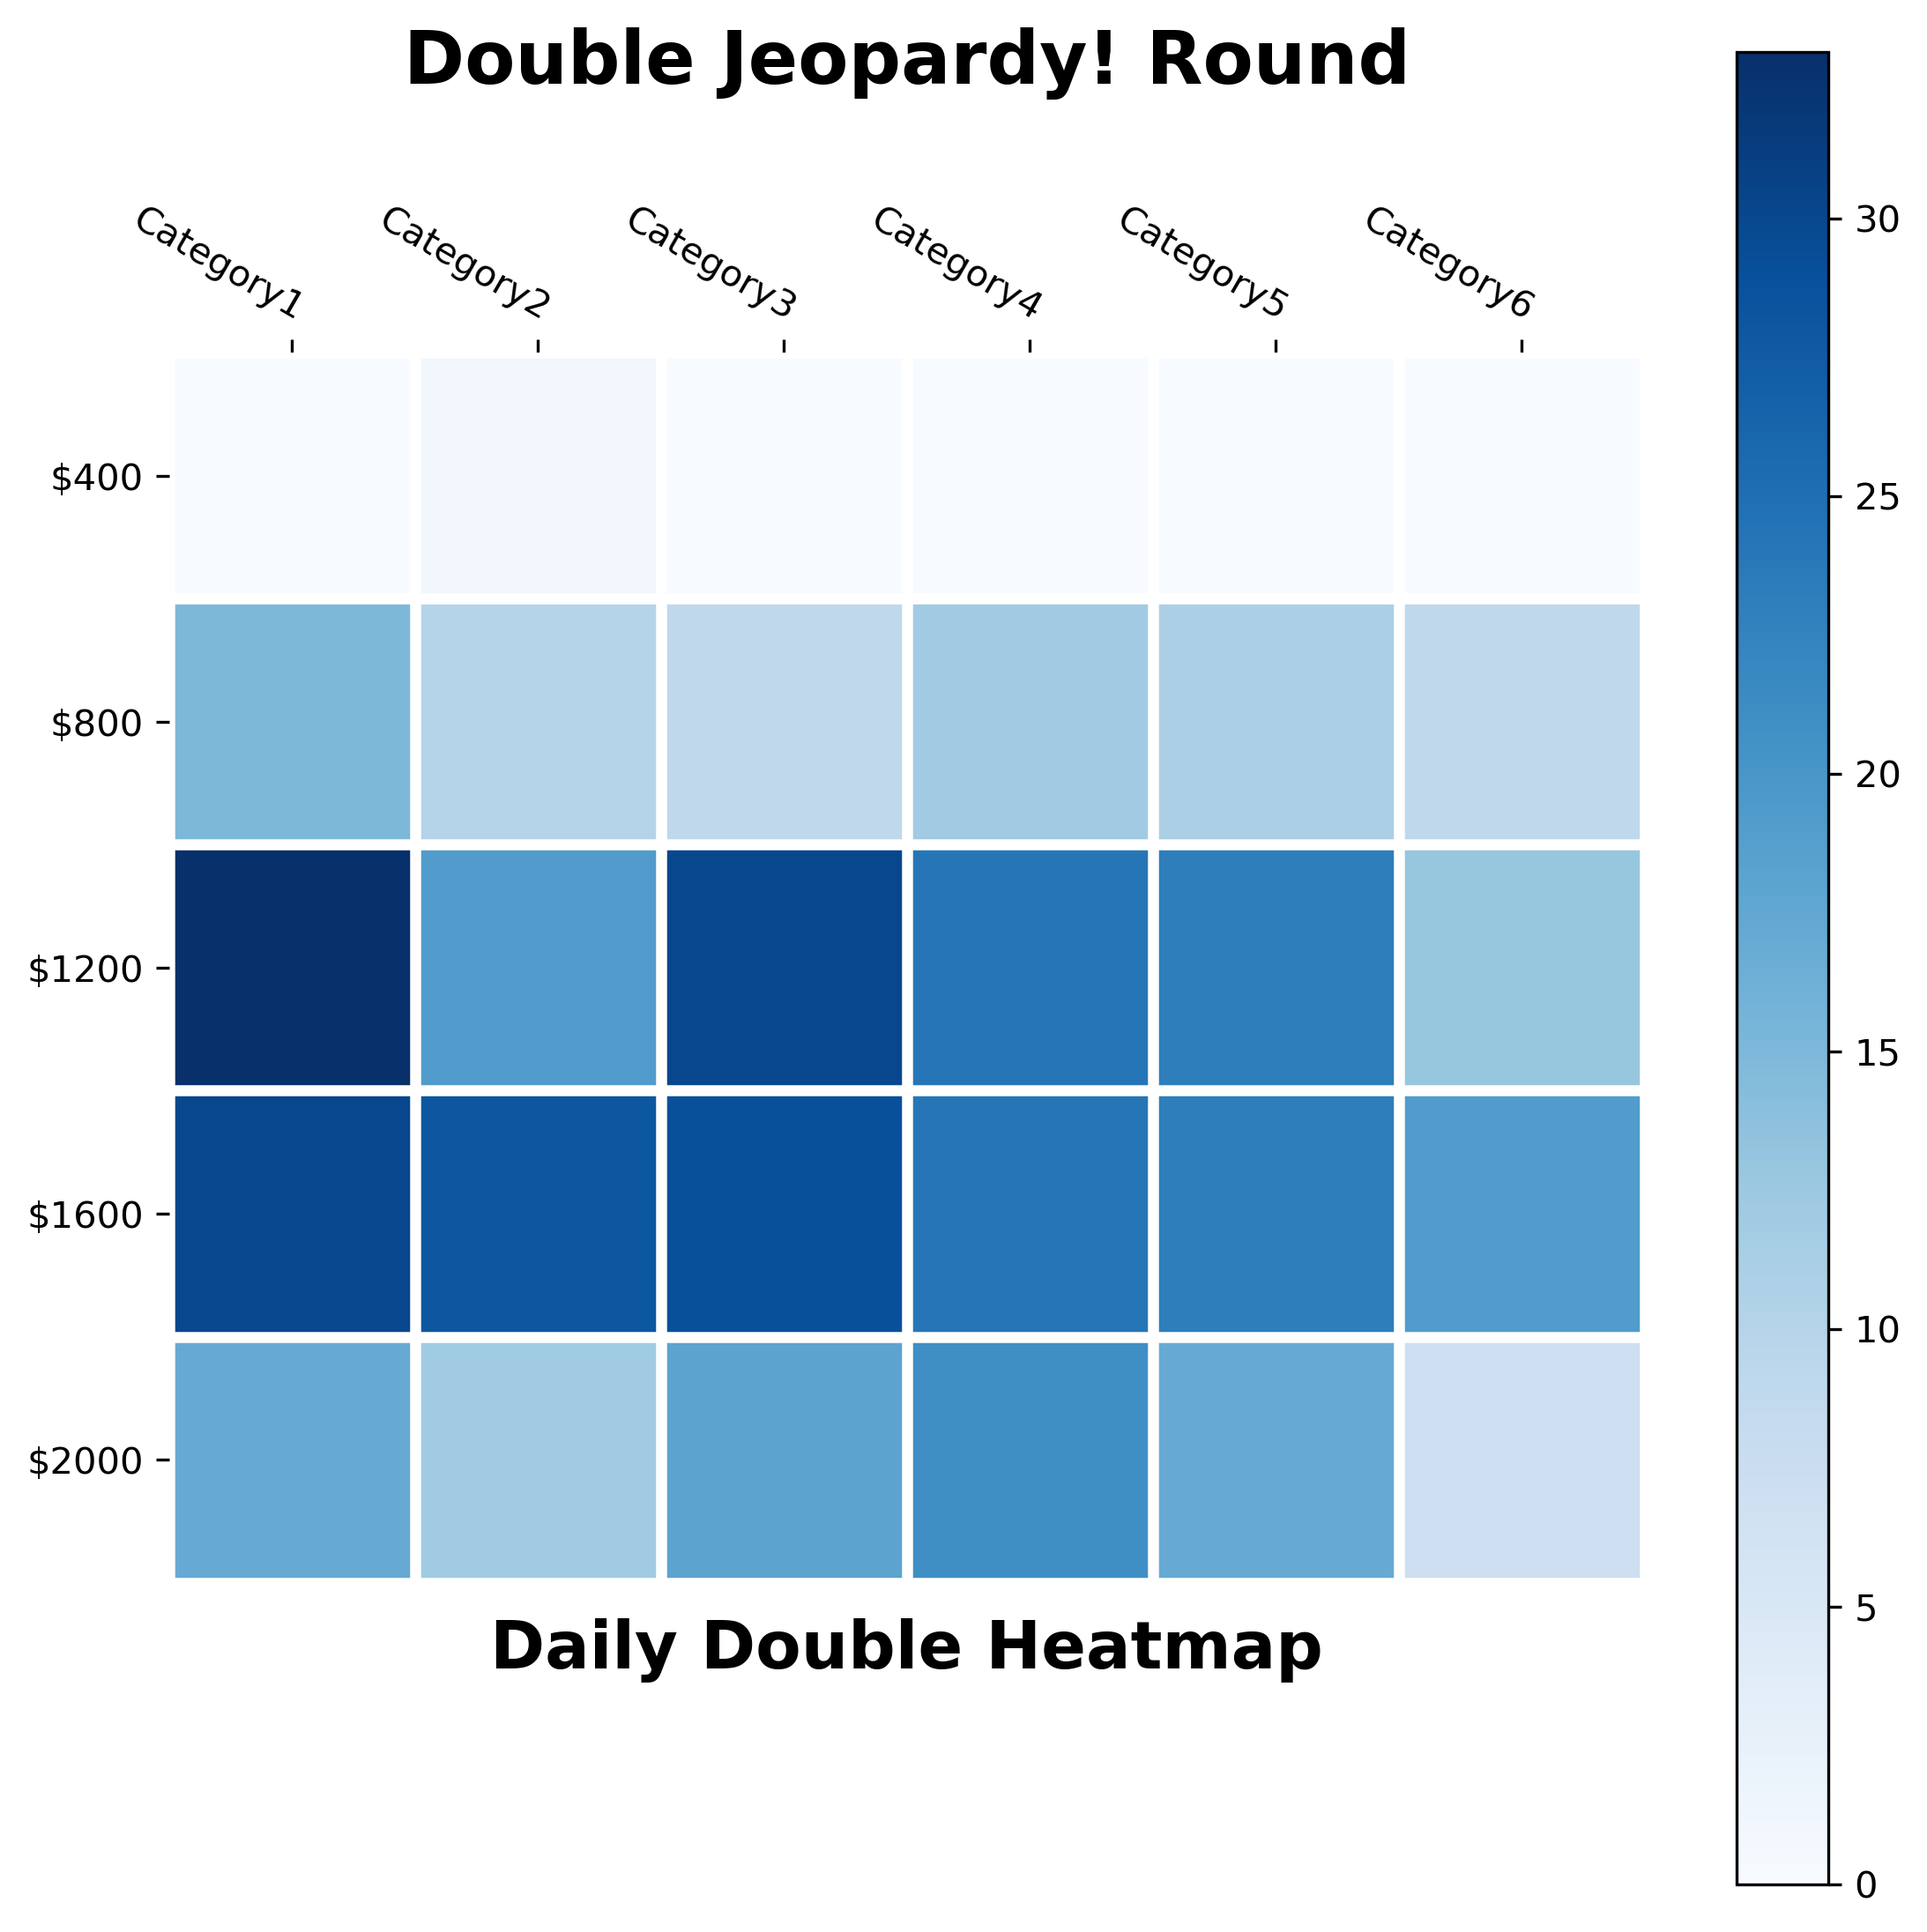 Double Jeopardy! Round
Category1
Category2
Category3
Category4
Category5
Category6
$400
$800
$1200
$1600
$2000
Daily Double Heatmap
30
25
20
15
10
5
0